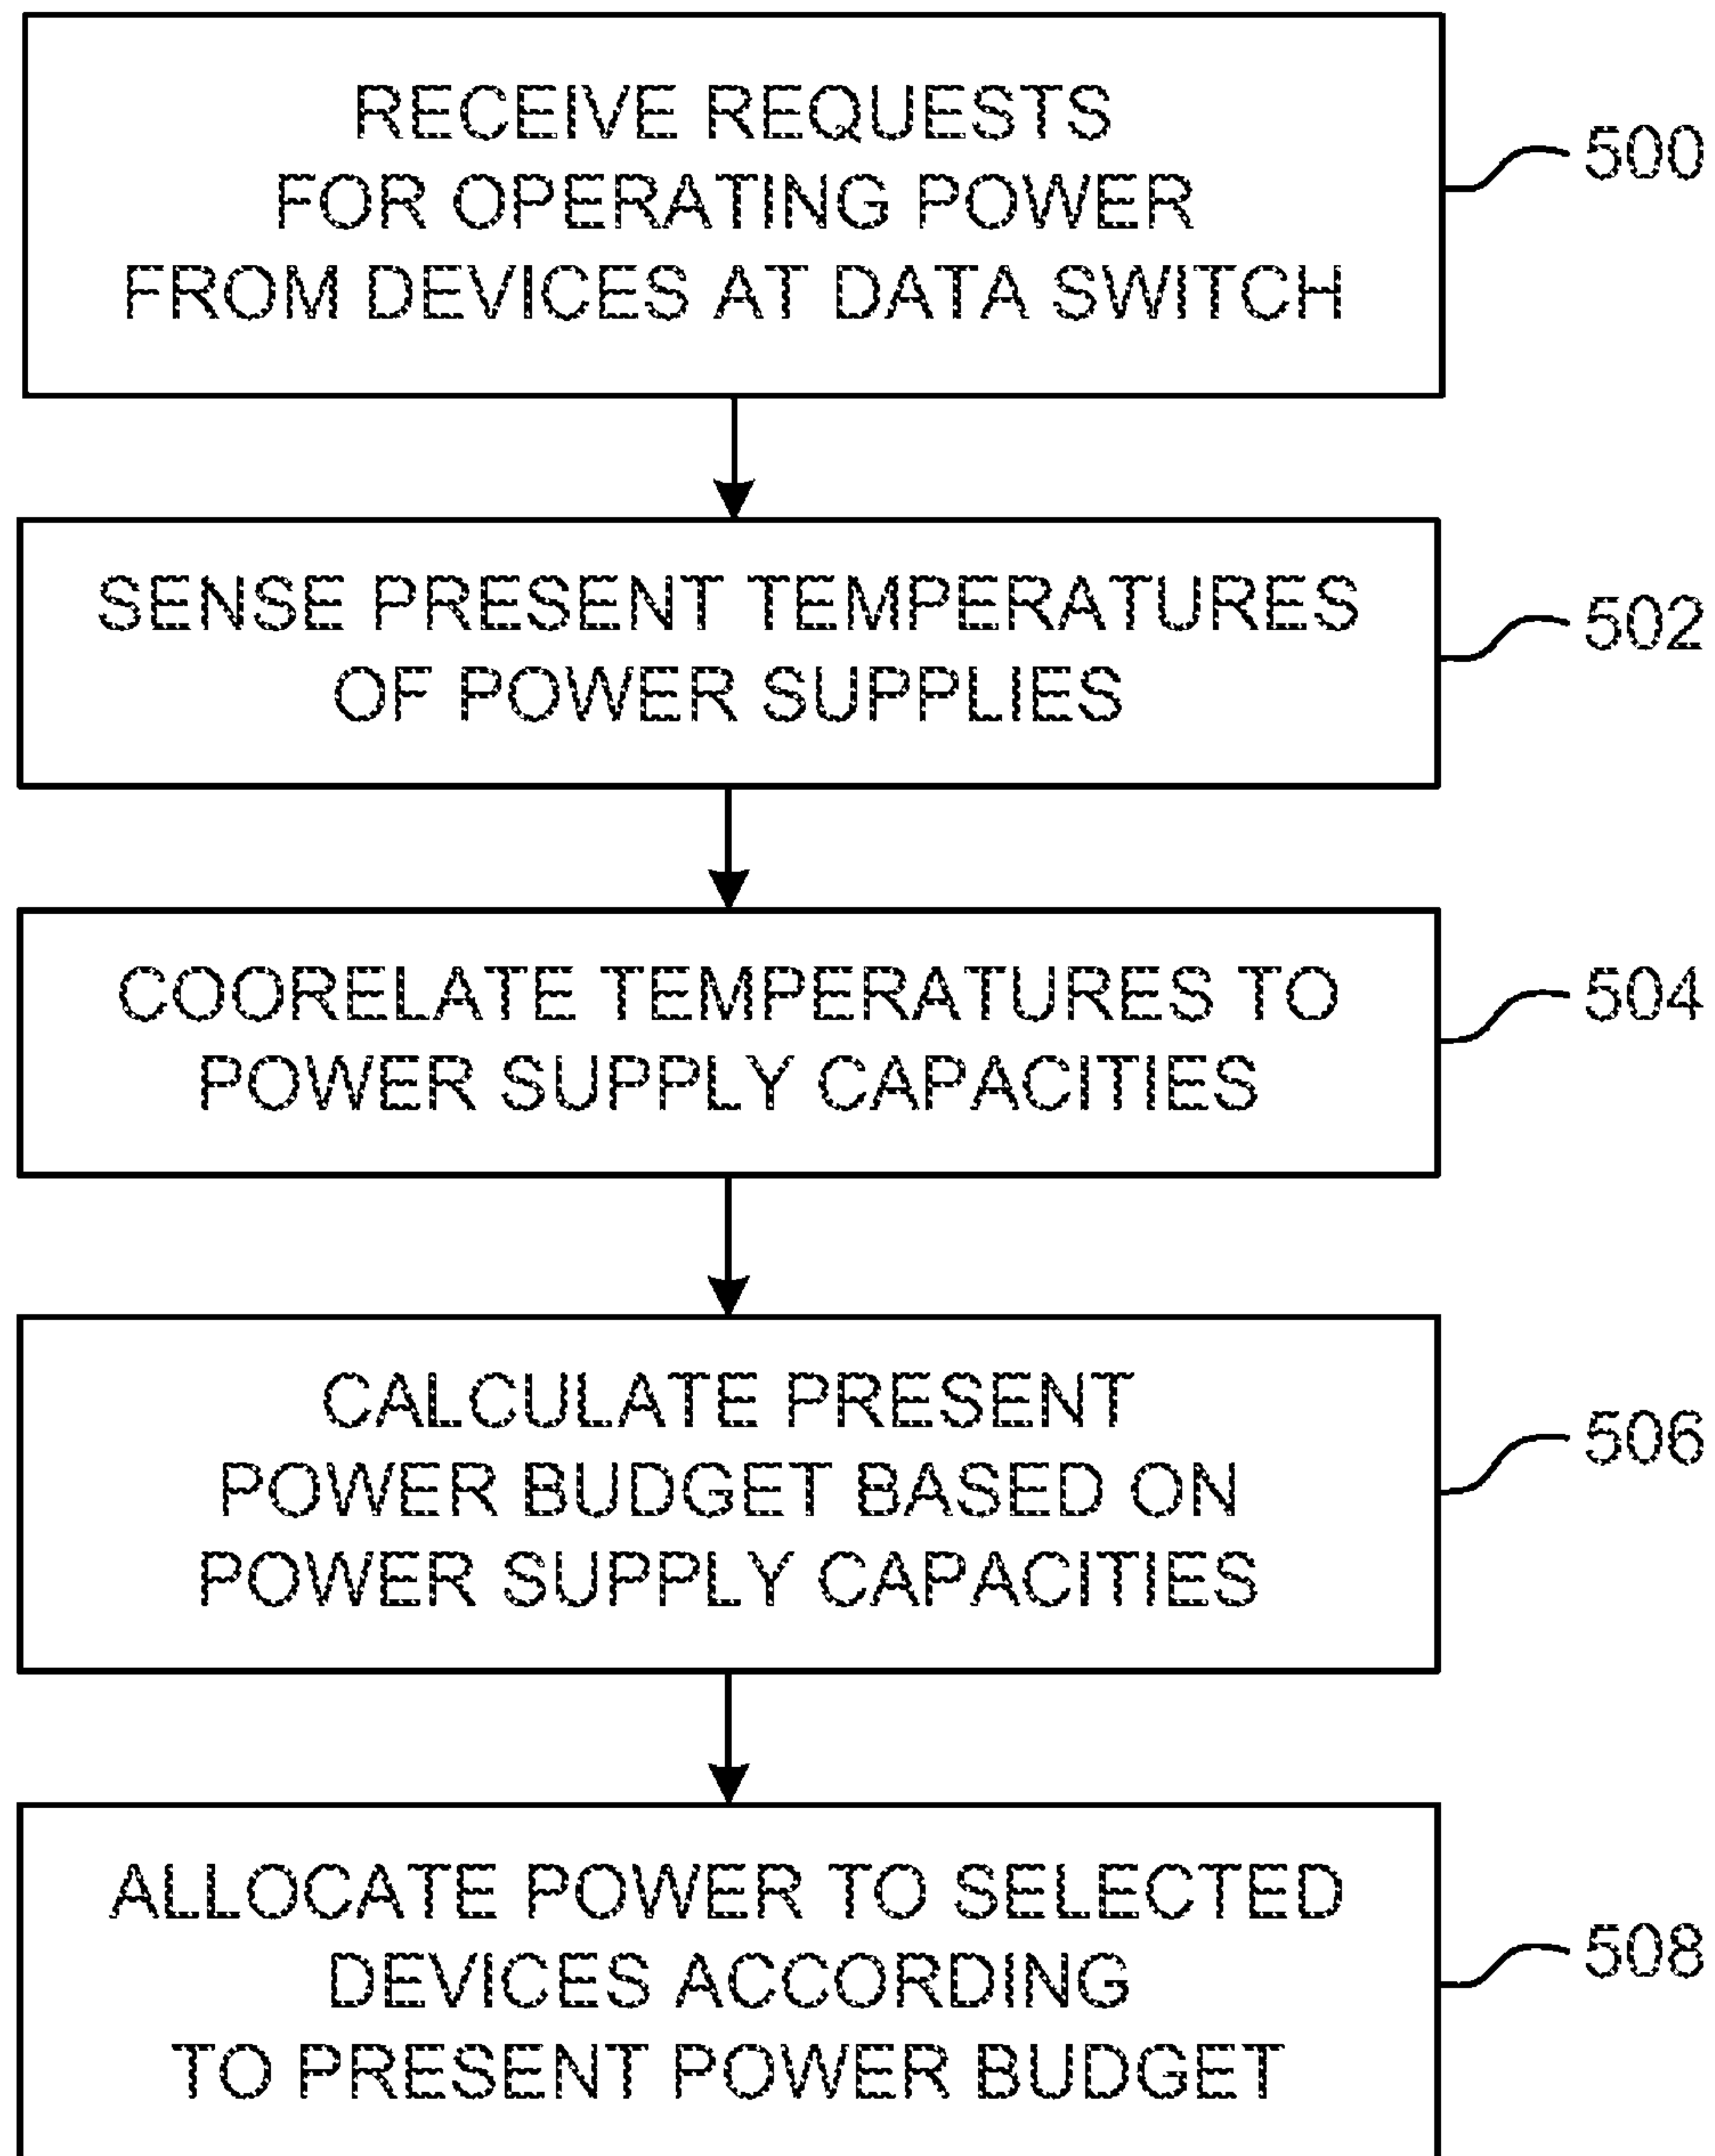 RECEIVE REQUESTS
FOR OPERATING POWER
FROM DEVICES AT DATA SWITCH
500
SENSE PRESENT TEMPERATURES
OF POWER SUPPLIES
502
COORELATE TEMPERATURES TO
POWER SUPPLY CAPACITIES
504
CALCULATE PRESENT
POWER BUDGET BASED ON
POWER SUPPLY CAPACITIES
506
ALLOCATE POWER TO SELECTED
DEVICES ACCORDING
TO PRESENT POWER BUDGET
508